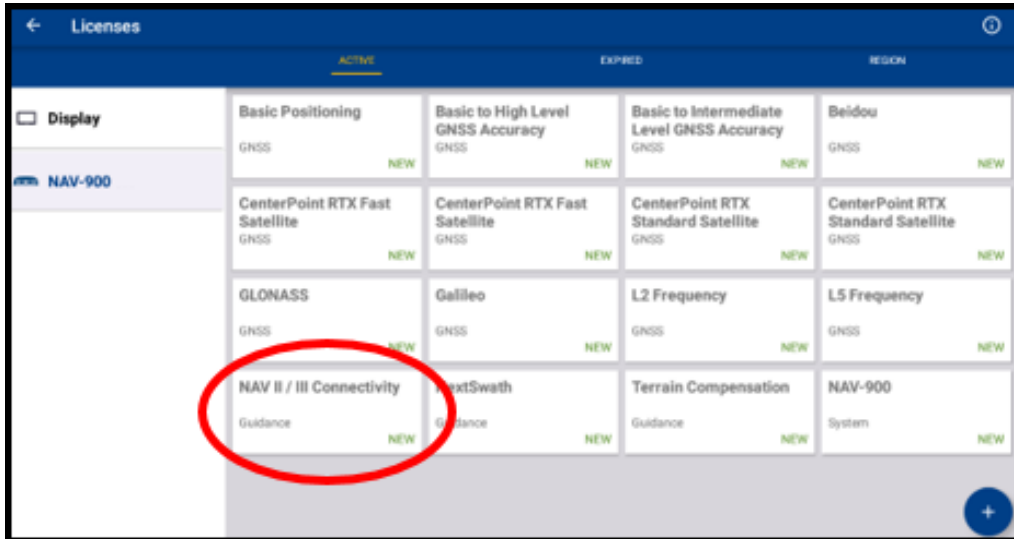 Licenses
ACTIVE EXPIRED REGION
Display
NAV-900
Basic Positioning
GNSS
NEW
Basic to High Level
GNSS Accuracy
GNSS
NEW
Basic to Intermediate
Level GNSS Accuracy
GNSS
NEW
Beidou
GNSS
NEW
CenterPoint RTX Fast
Satellite
GNSS
NEW
CenterPoint RTX Fast
Satellite
GNSS
NEW
CenterPoint RTX
Standard Satellite
GNSS
NEW
CenterPoint RTX
Standard Satellite
GNSS
NEW
GLONASS
GNSS
NEW
Galileo
GNSS
NEW
L2 Frequency
GNSS
NEW
L5 Frequency
GNSS
NEW
NAV II / III Connectivity
Guidance
NEW
NextSwath
Guidance
NEW
Terrain Compensation
Guidance
NEW
NAV-900
System
NEW